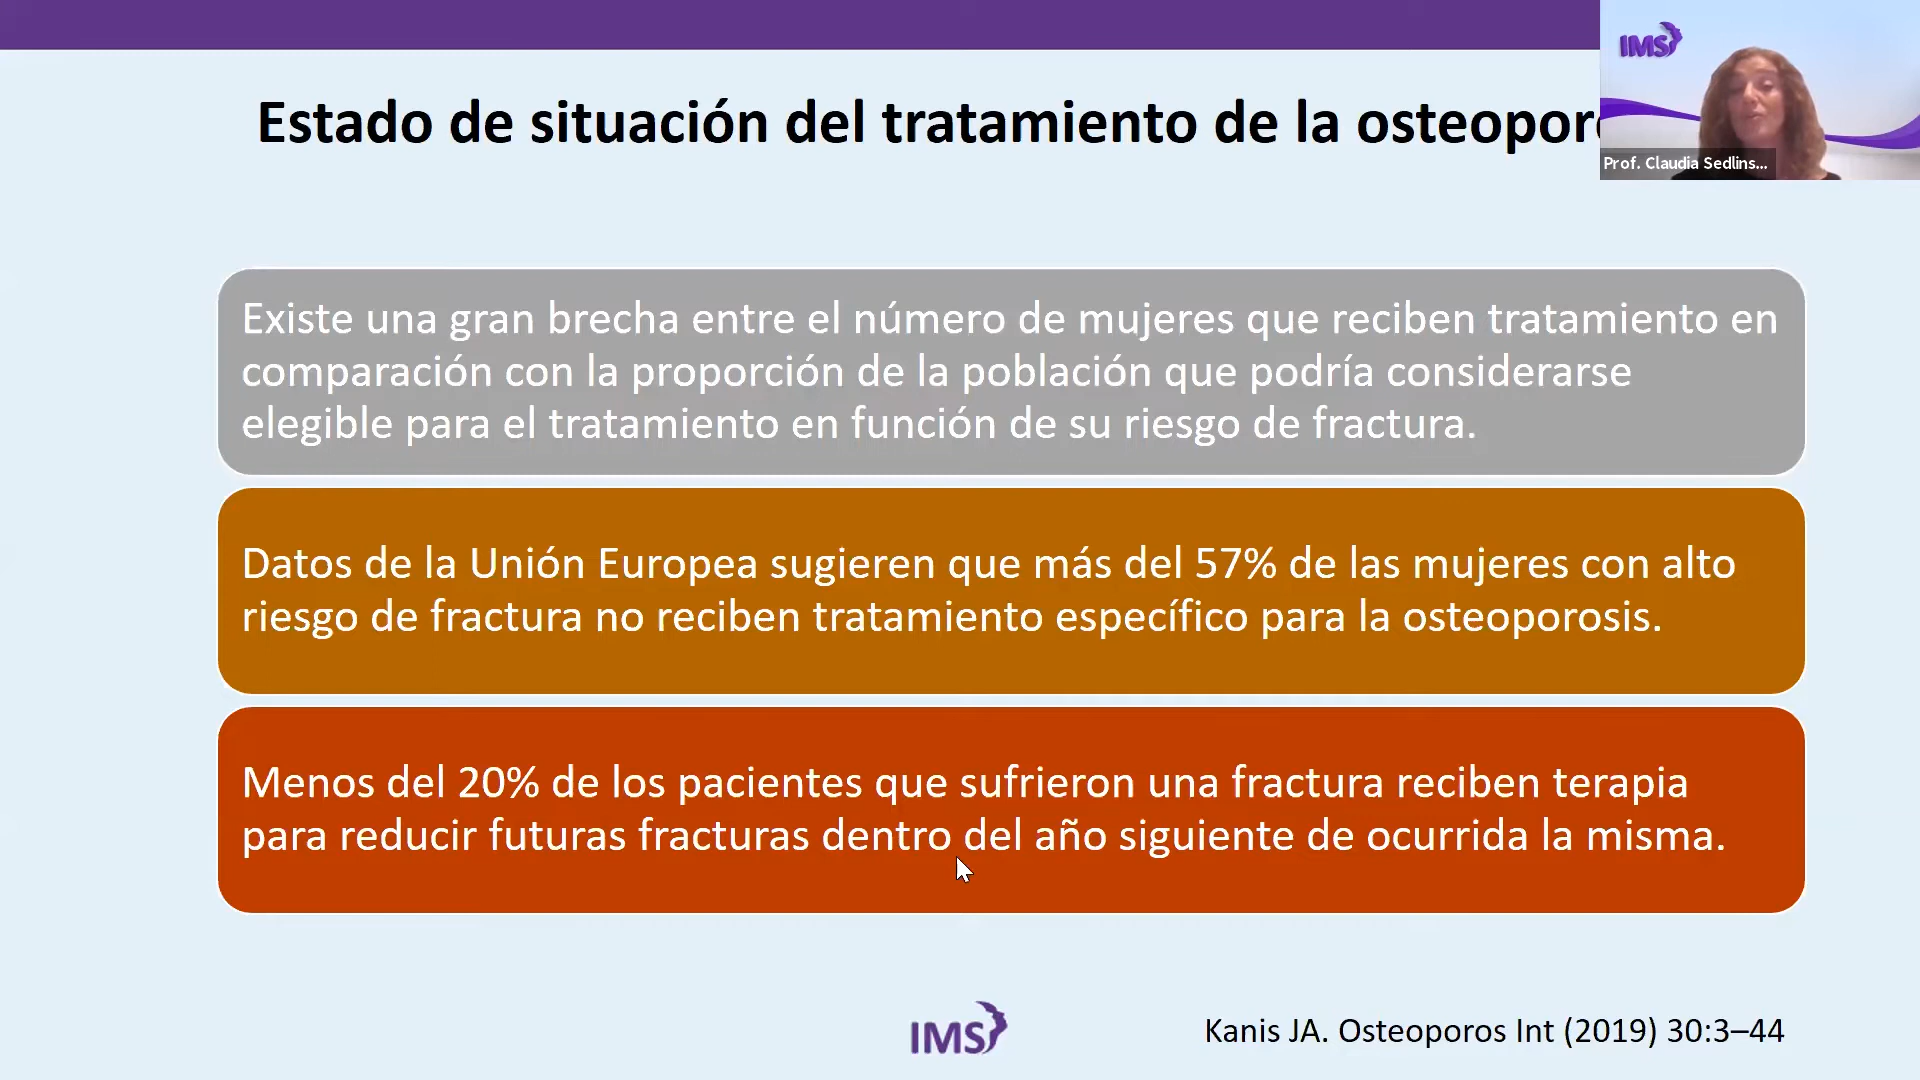 Estado de situación del tratamiento de la osteopor
IMS
Prof. Claudia Sedlins...
Existe una gran brecha entre el número de mujeres que reciben tratamiento en
comparación con la proporción de la población que podría considerarse
elegible para el tratamiento en función de su riesgo de fractura.
Datos de la Unión Europea sugieren que más del 57% de las mujeres con alto
riesgo de fractura no reciben tratamiento específico para la osteoporosis.
Menos del 20% de los pacientes que sufrieron una fractura reciben terapia
para reducir futuras fracturas dentro del año siguiente de ocurrida la misma.
IMS
Kanis JA. Osteoporos Int (2019) 30:3–44